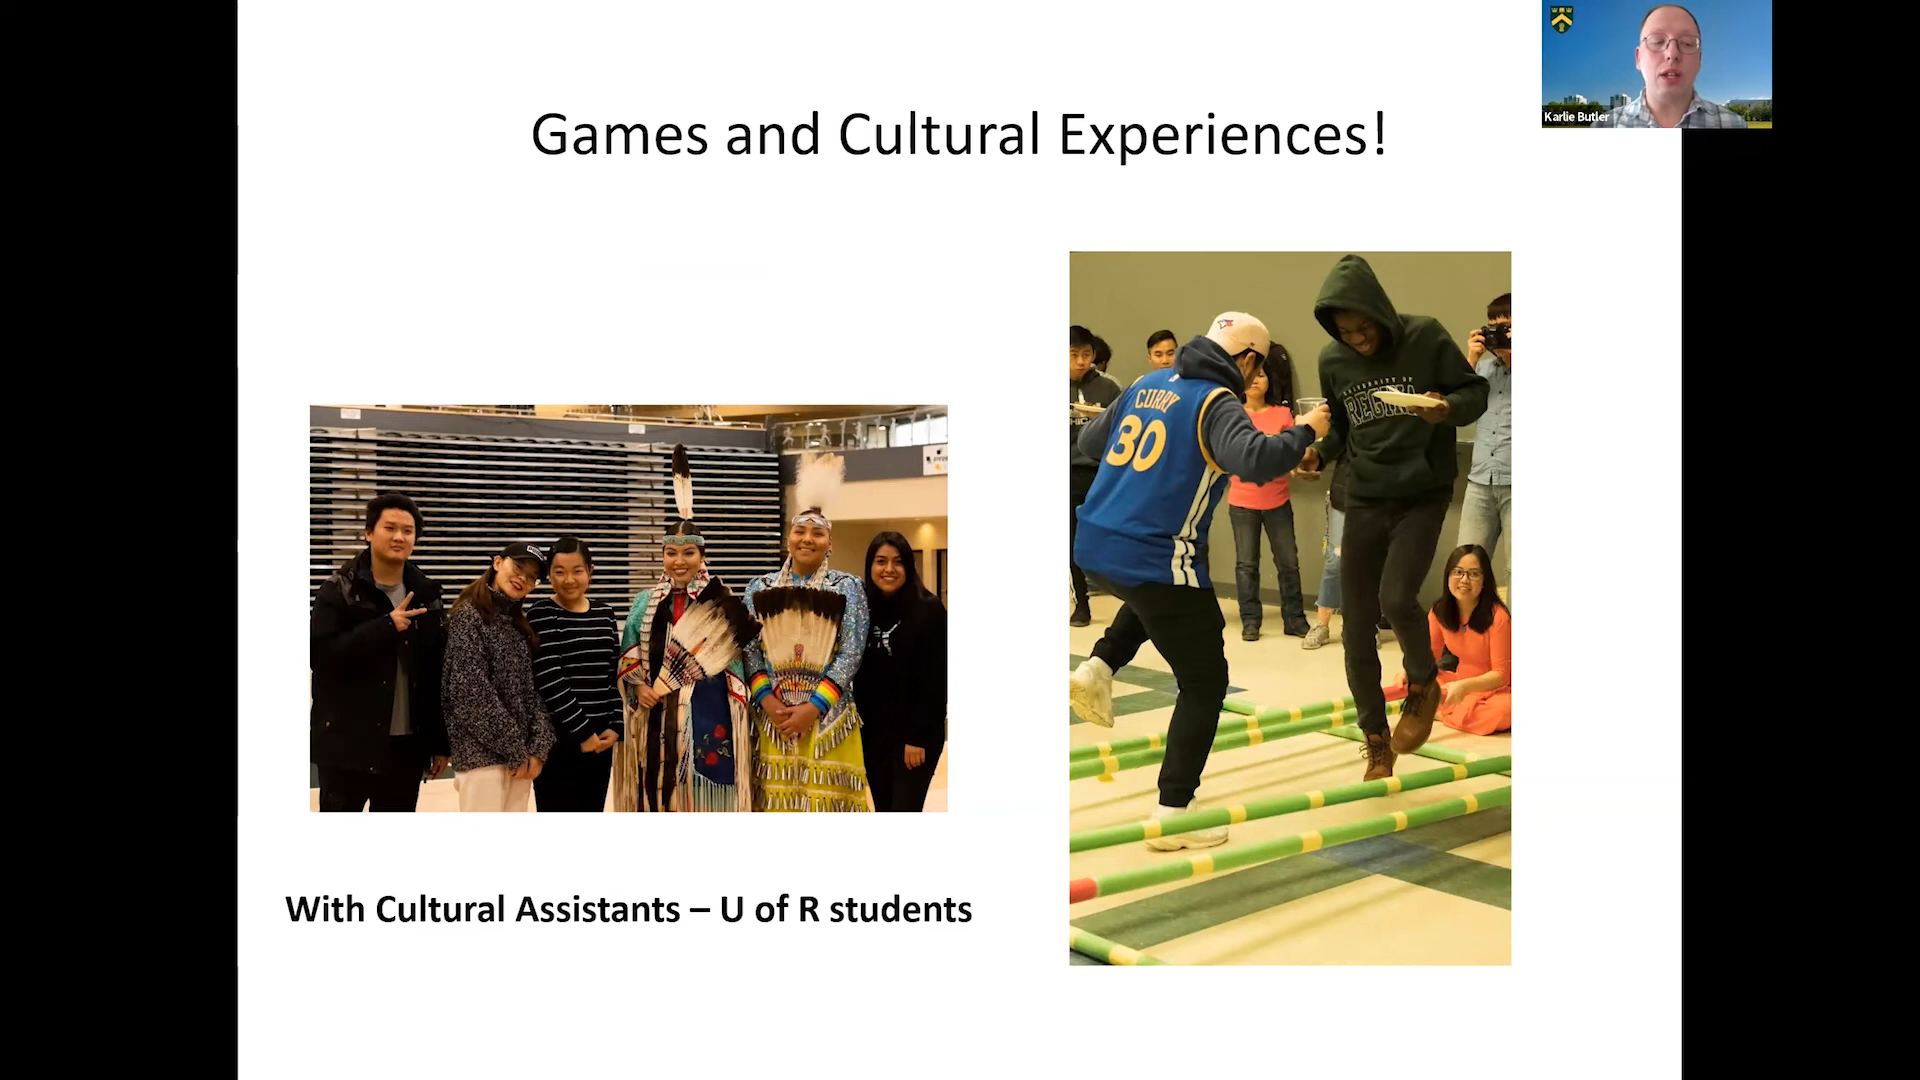 Karlie Butler
Games and Cultural Experiences!
CURRY
30
UNIVERSITY OF
REGINA
With Cultural Assistants – U of R students